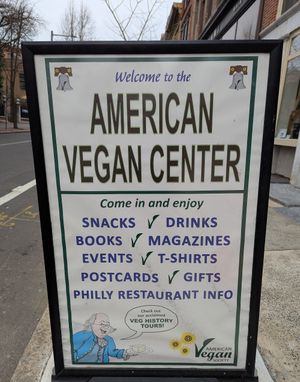 Welcome to the
AMERICAN
VEGAN CENTER
Come in and enjoy
SNACKS ✓ DRINKS
BOOKS ✓ MAGAZINES
EVENTS ✓ T-SHIRTS
POSTCARDS ✓ GIFTS
PHILLY RESTAURANT INFO
Check out
our acclaimed
VEG HISTORY
TOURS!
AMERICAN
Vegan
SOCIETY